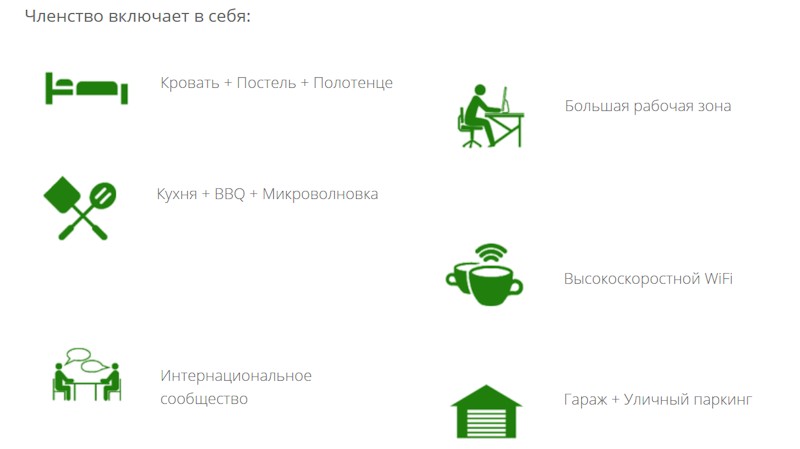 Членство включает в себя:
Кровать + Постель + Полотенце
Большая рабочая зона
Кухня + BBQ + Микроволновка
Высокоскоростной WiFi
Интернациональное
сообщество
Гараж + Уличный паркинг